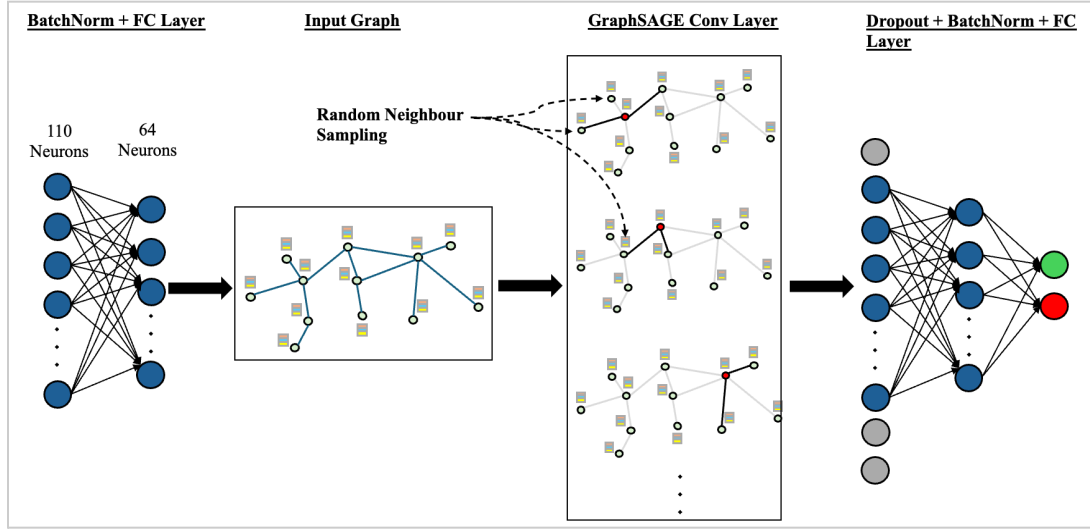 BatchNorm + FC Layer
Input Graph
GraphSAGE Conv Layer
Dropout + BatchNorm + FC
Layer
110
Neurons
64
Neurons
Random Neighbour
Sampling